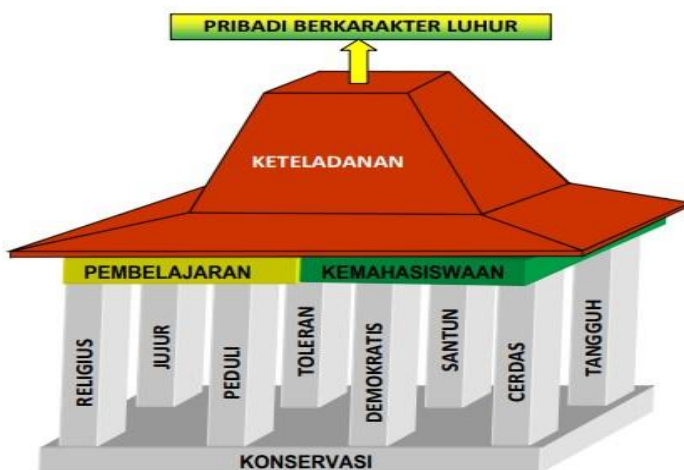 PRIBADI BERKARAKTER LUHUR
KETELADANAN
PEMBELAJARAN
KEMAHASISWAAN
RELIGIUS
JUJUR
PEDULI
TOLERAN
DEMOKRATIS
SANTUN
CERDAS
TANGGUH
KONSERVASI